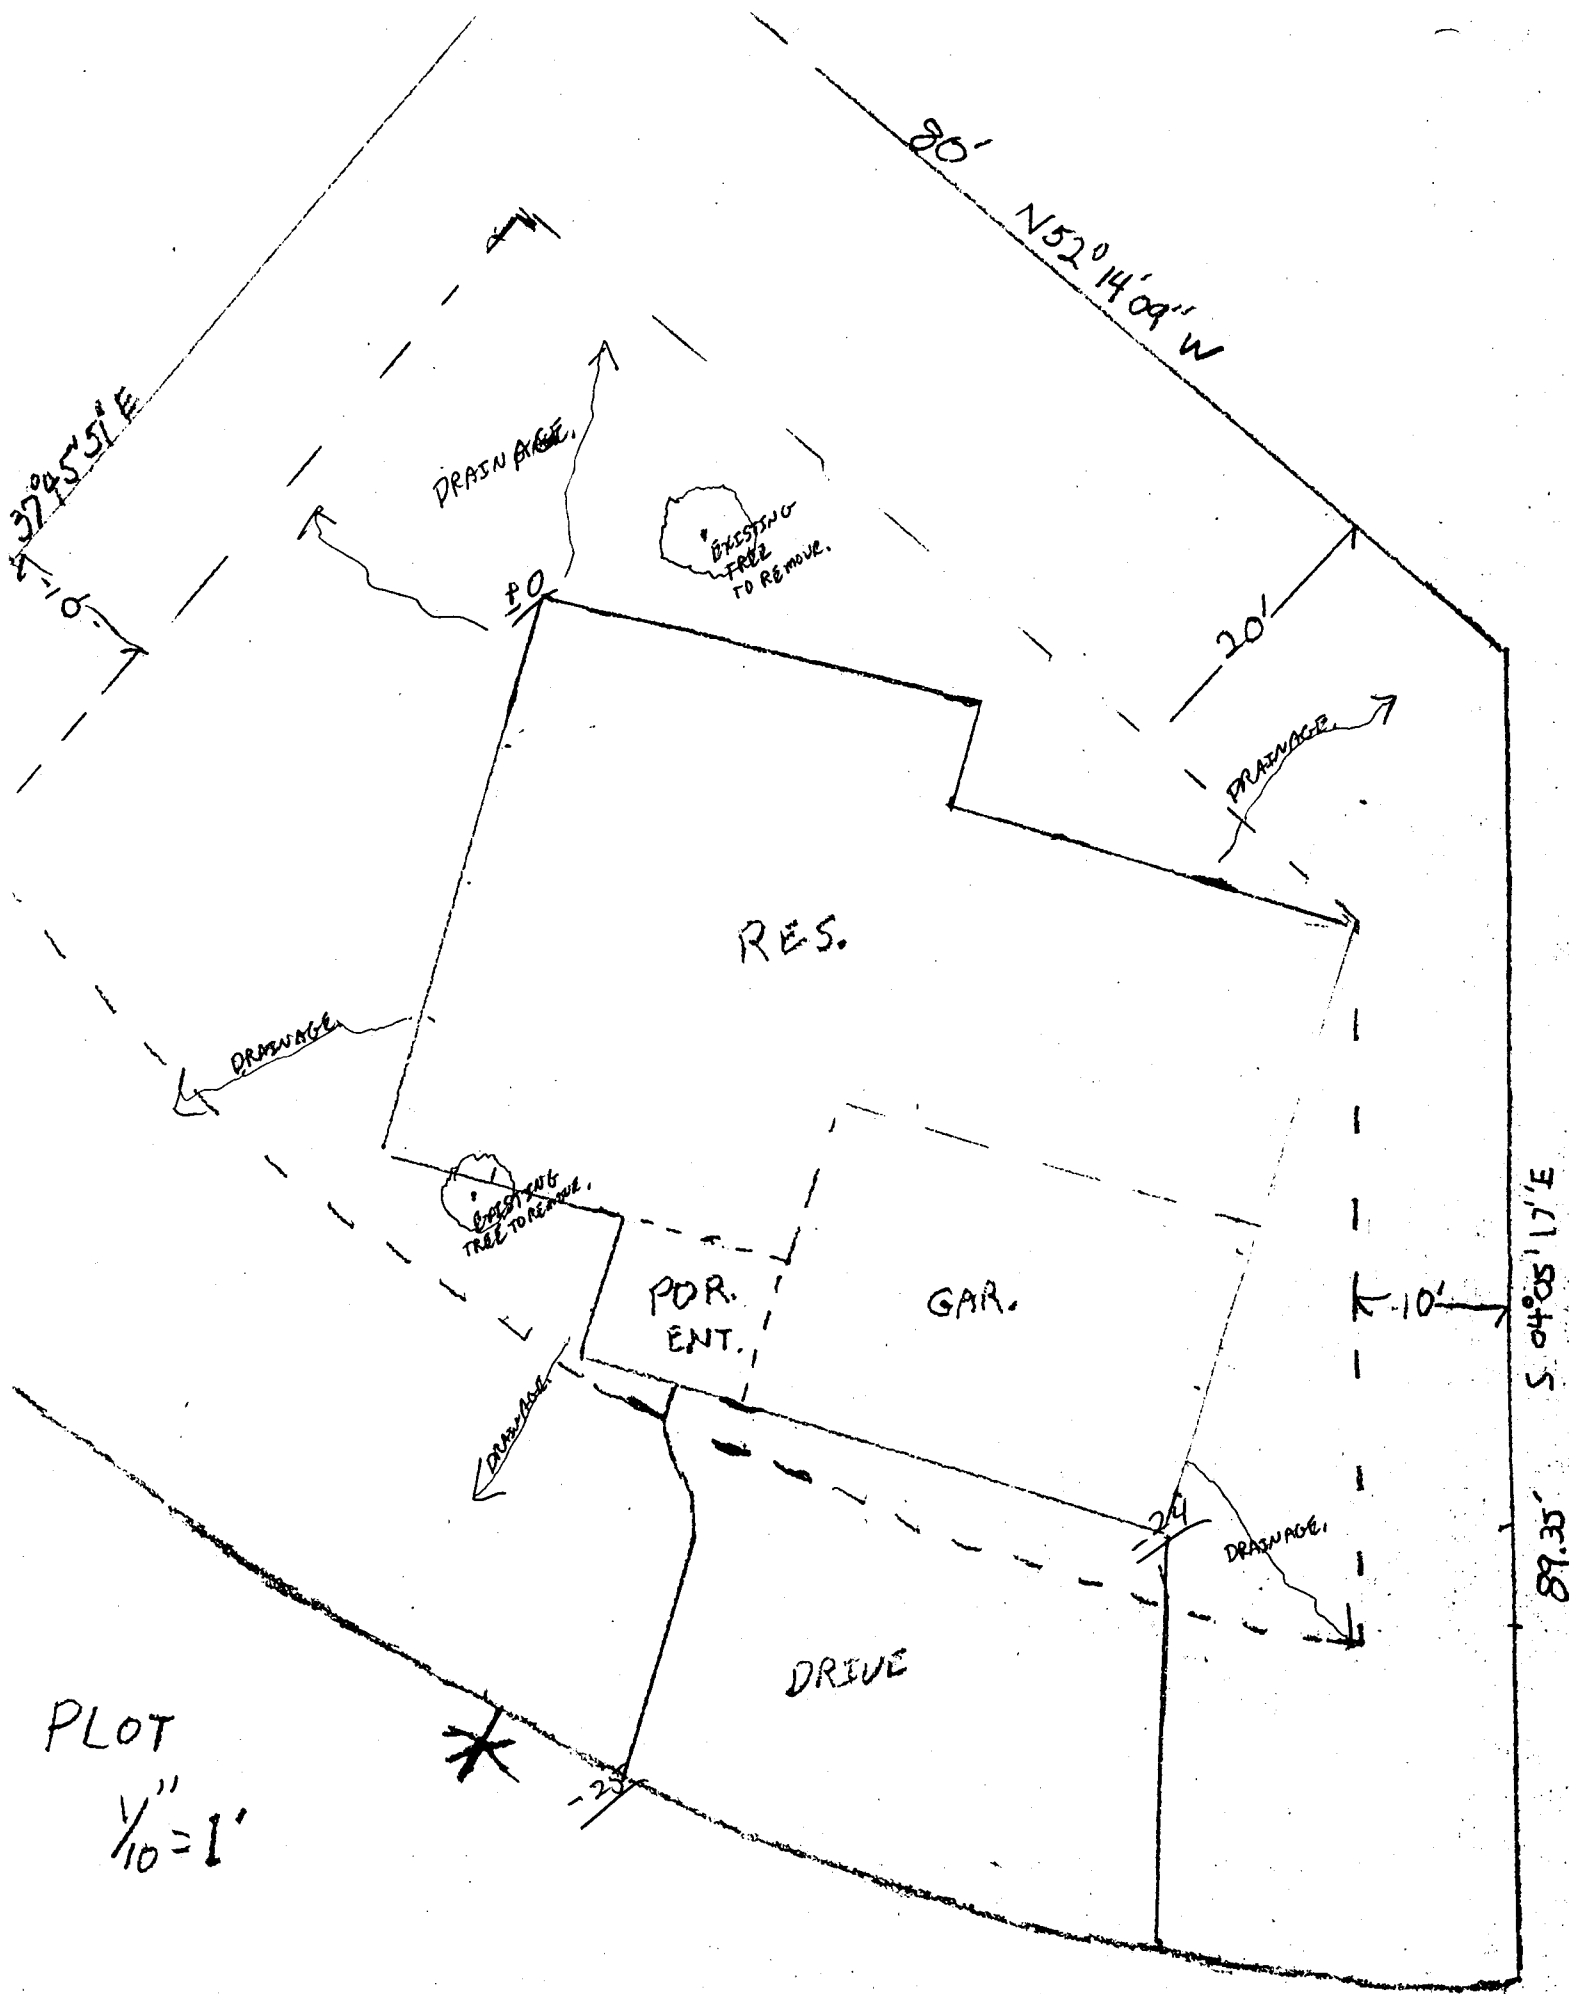 80'
N52°14'09" W
37°45'51" E
10'
DRAINAGE.
EXISTING
TREE
TO REMOVE.
±0
20'
DRAINAGE.
RES.
DRAINAGE.
EXISTING
TREE TO REMOVE.
POR.
ENT.
GAR.
10'
S 04°05'17" E
89.35'
DRAINAGE.
-24
DRAINAGE.
DRIVE
PLOT
1/10" = 1'